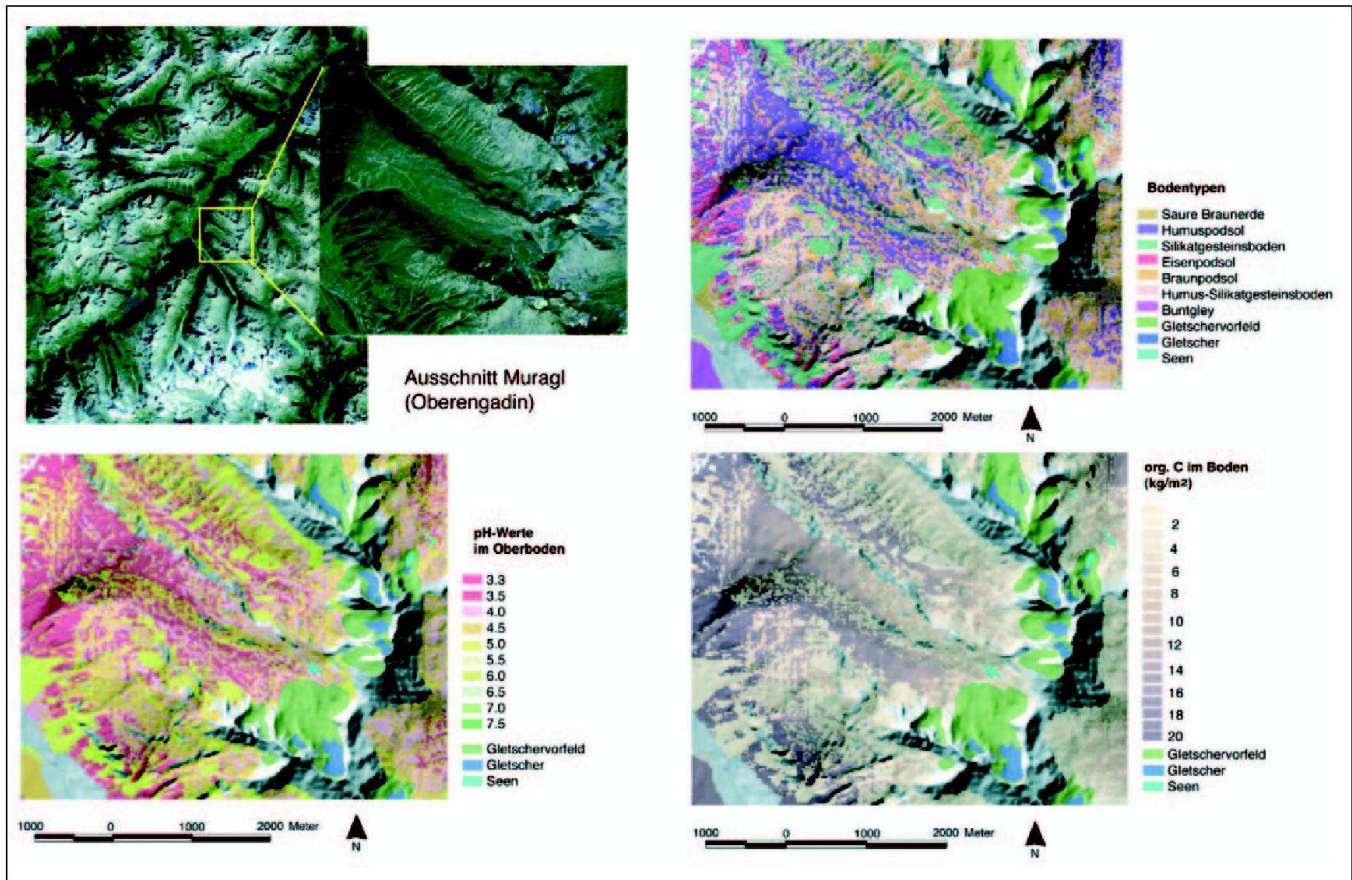 Ausschnitt Muragl
(Oberengadin)
Bodentypen
Saure Braunerde
Humuspodsol
Silikatgesteinsboden
Eisenpodsol
Braunpodsol
Humus-Silikatgesteinsboden
Buntgley
Gletschervorfeld
Gletscher
Seen
1000 0 1000 2000 Meter
N
pH-Werte
im Oberboden
3.3
3.5
4.0
4.5
5.0
5.5
6.0
6.5
7.0
7.5
Gletschervorfeld
Gletscher
Seen
1000 0 1000 2000 Meter
N
org. C im Boden
(kg/m²)
2
4
6
8
10
12
14
16
18
20
Gletschervorfeld
Gletscher
Seen
1000 0 1000 2000 Meter
N